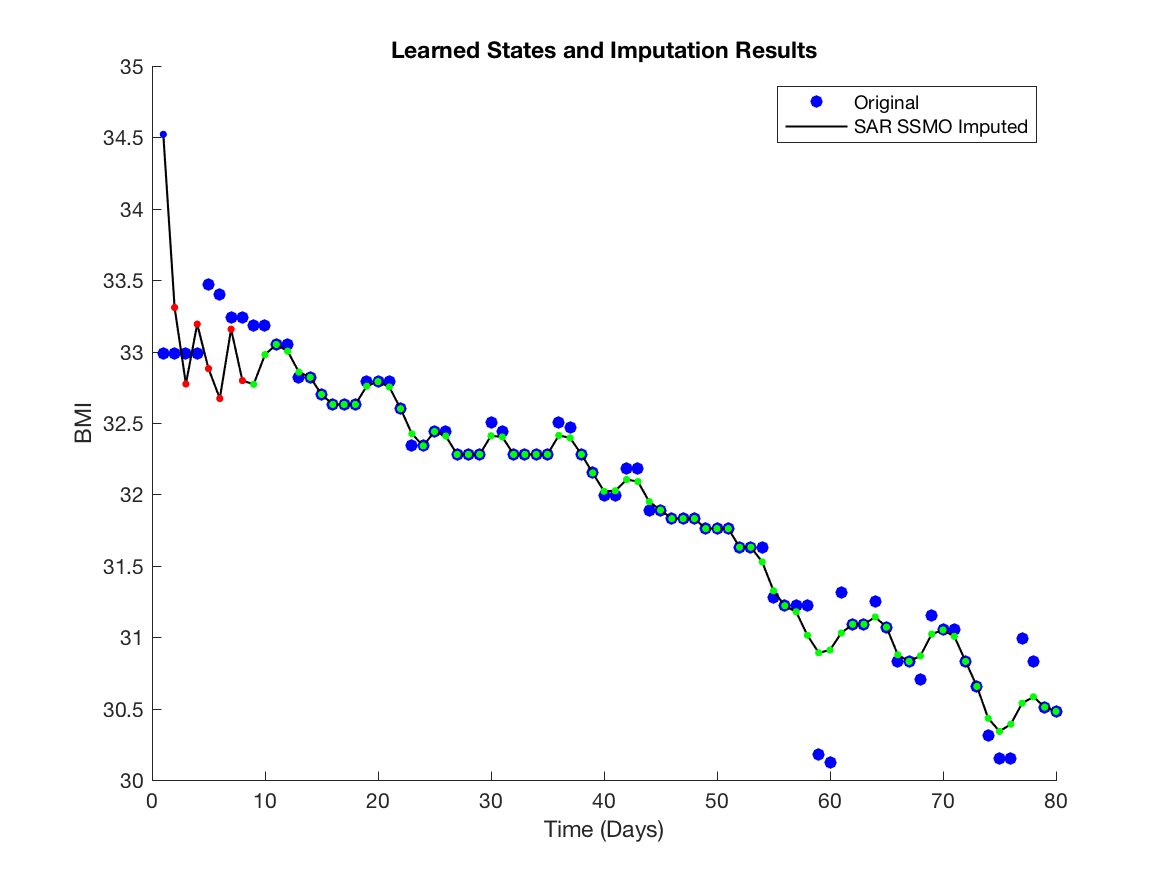 Learned States and Imputation Results
35
34.5
34
33.5
33
32.5
32
31.5
31
30.5
30
BMI
Original
SAR SSMO Imputed
0 10 20 30 40 50 60 70 80
Time (Days)